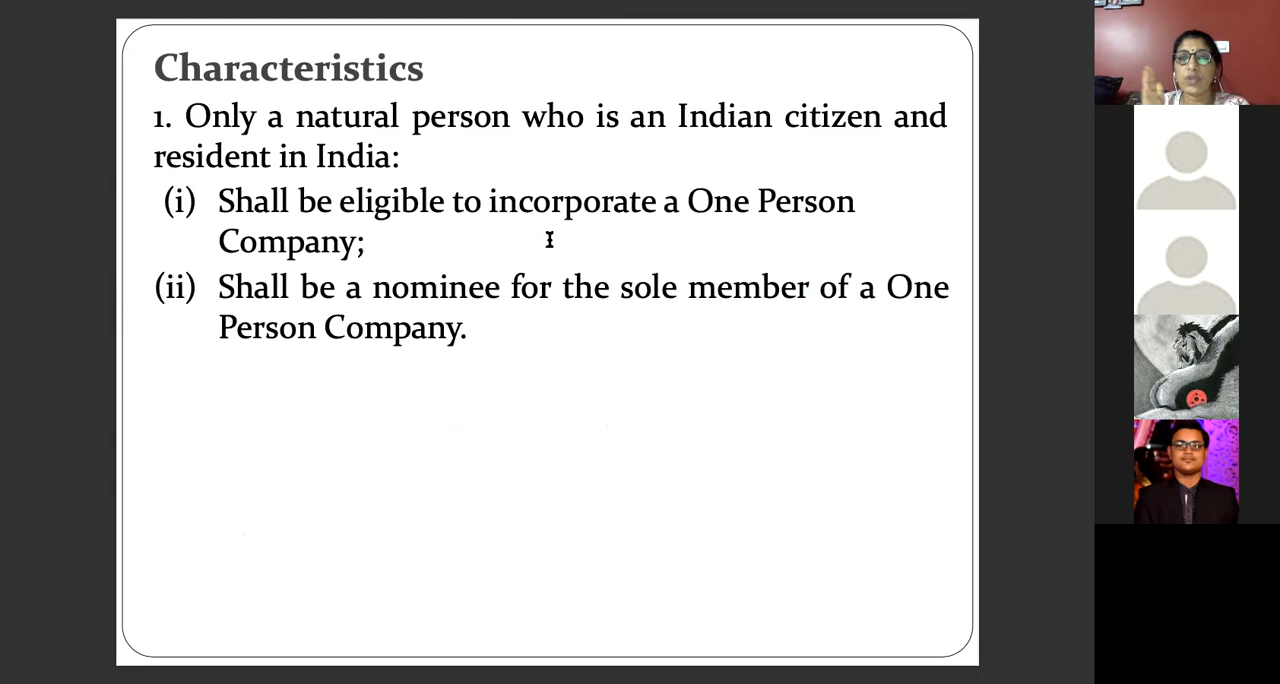 Characteristics
1. Only a natural person who is an Indian citizen and
resident in India:
(i) Shall be eligible to incorporate a One Person
Company;
(ii) Shall be a nominee for the sole member of a One
Person Company.